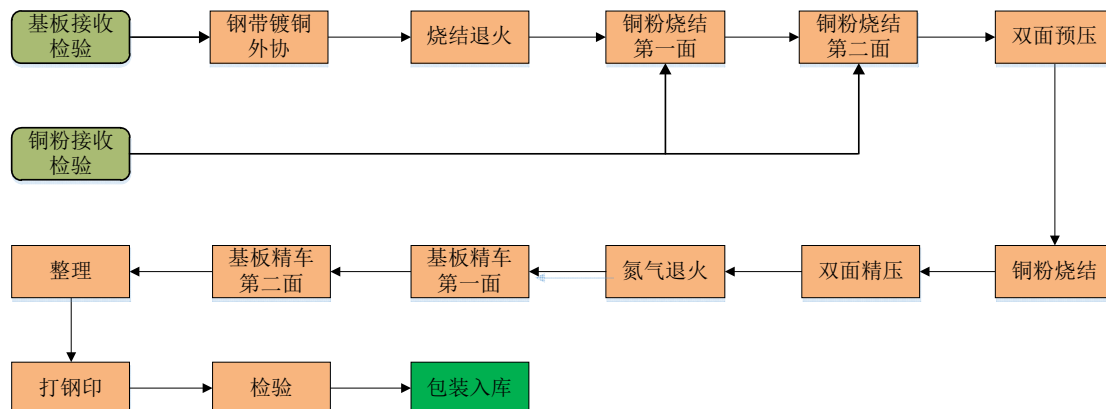 基板接收
检验
钢带镀铜
外协
烧结退火
铜粉烧结
第一面
铜粉烧结
第二面
双面预压
铜粉接收
检验
整理
基板精车
第二面
基板精车
第一面
氮气退火
双面精压
铜粉烧结
打钢印
检验
包装入库